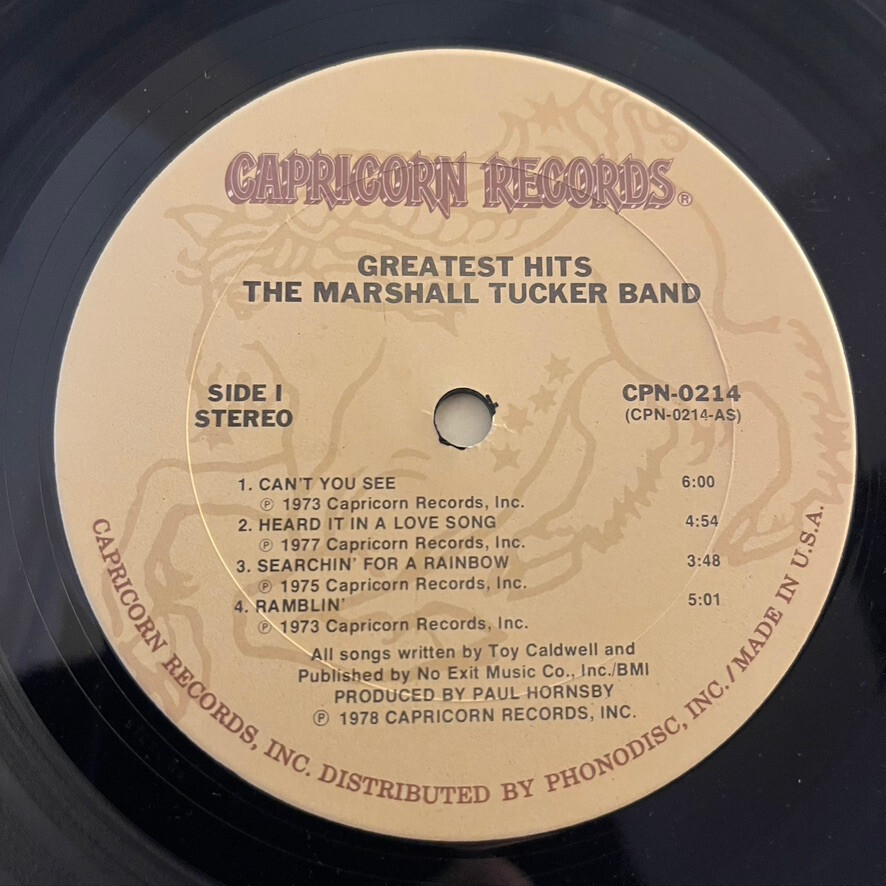 CAPRICORN RECORDS®
GREATEST HITS
THE MARSHALL TUCKER BAND
SIDE I
STEREO
CPN-0214
(CPN-0214-AS)
1. CAN'T YOU SEE 6:00
℗ 1973 Capricorn Records, Inc.
2. HEARD IT IN A LOVE SONG 4:54
℗ 1977 Capricorn Records, Inc.
3. SEARCHIN' FOR A RAINBOW 3:48
℗ 1975 Capricorn Records, Inc.
4. RAMBLIN' 5:01
℗ 1973 Capricorn Records, Inc.
All songs written by Toy Caldwell and
Published by No Exit Music Co., Inc./BMI
PRODUCED BY PAUL HORNSBY
℗ 1978 CAPRICORN RECORDS, INC.
CAPRICORN RECORDS, INC. DISTRIBUTED BY PHONODISC, INC./MADE IN U.S.A.